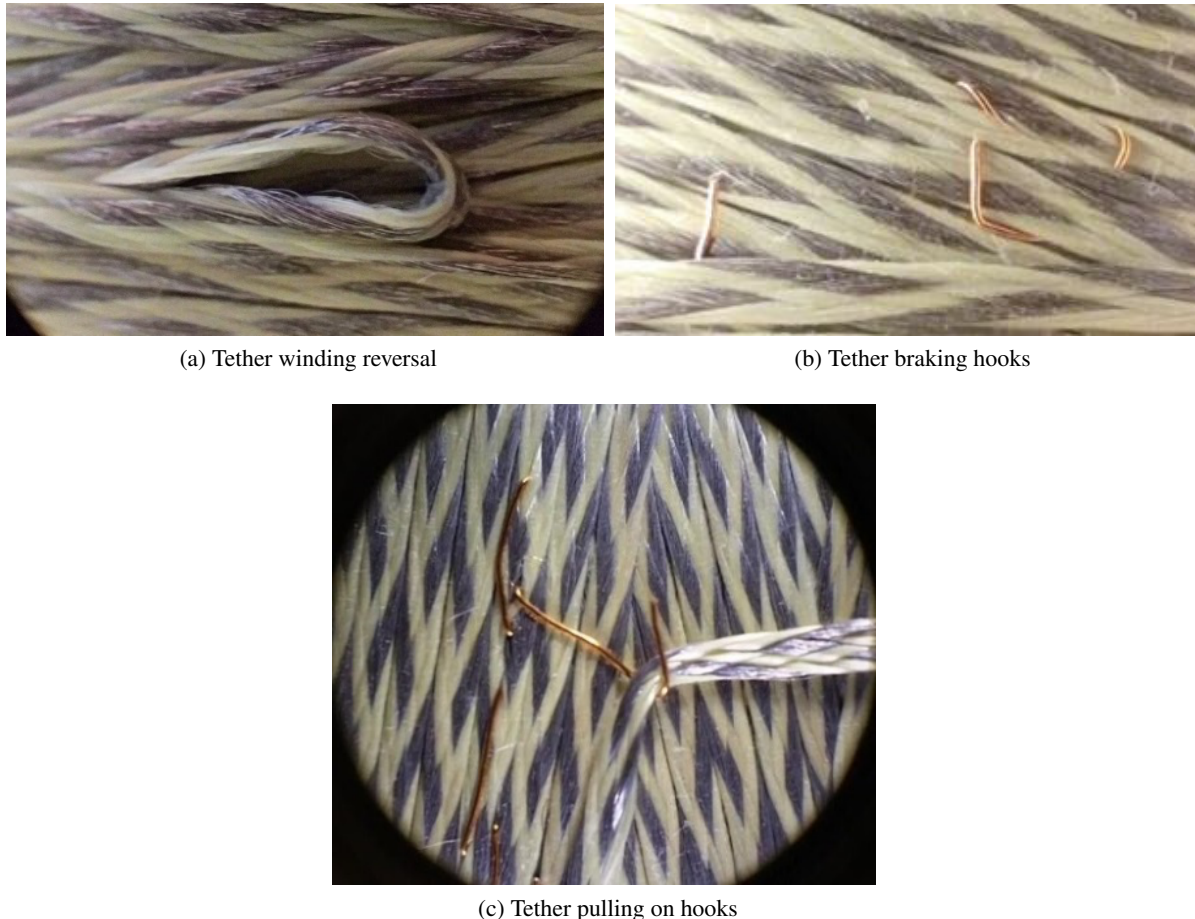 (a) Tether winding reversal
(b) Tether braking hooks
(c) Tether pulling on hooks